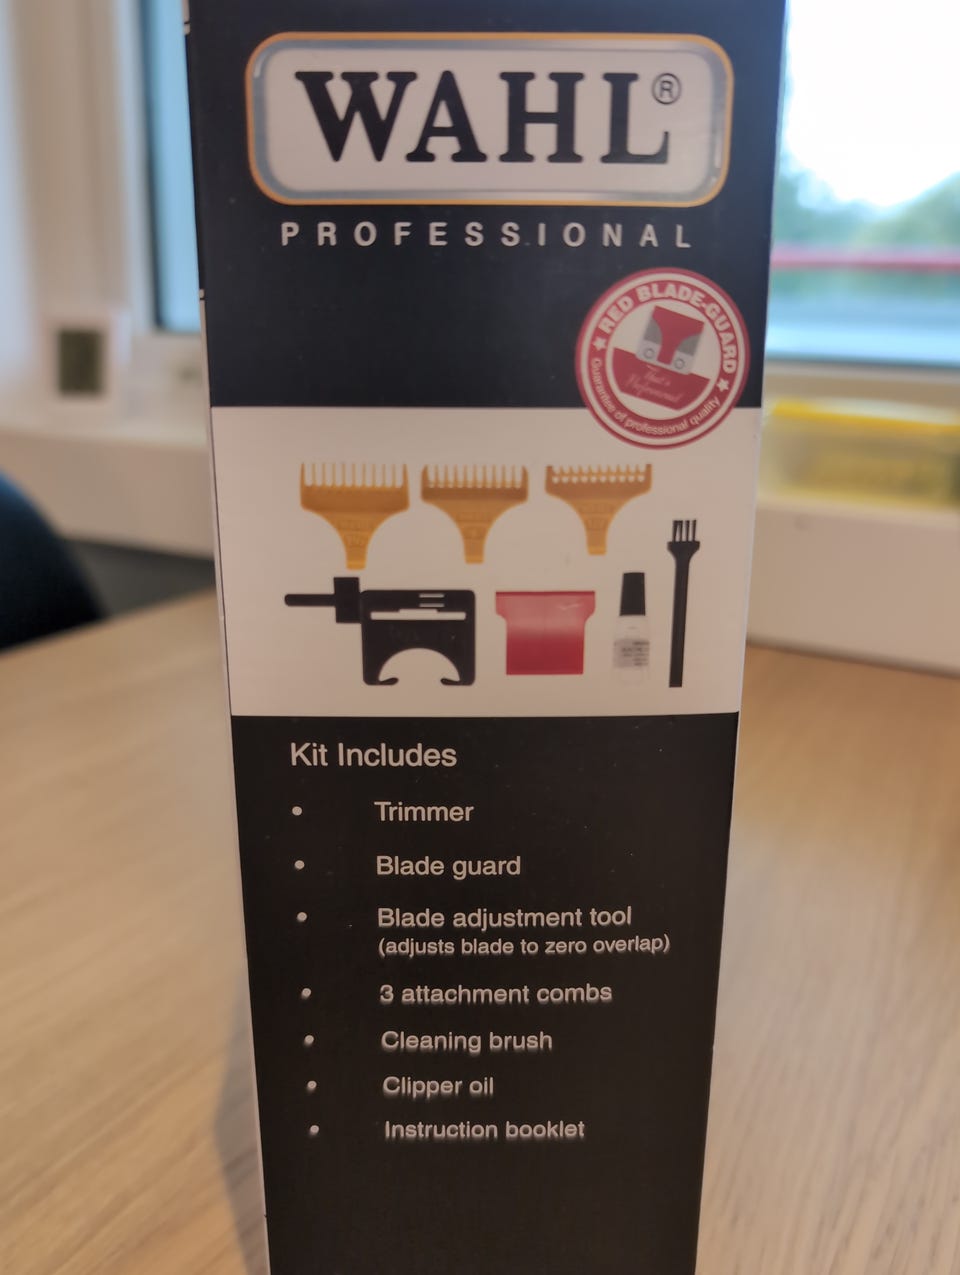 WAHL®
PROFESSIONAL
RED BLADE-GUARD
Guarantee of professional quality
Kit Includes
• Trimmer
• Blade guard
• Blade adjustment tool
(adjusts blade to zero overlap)
• 3 attachment combs
• Cleaning brush
• Clipper oil
• Instruction booklet